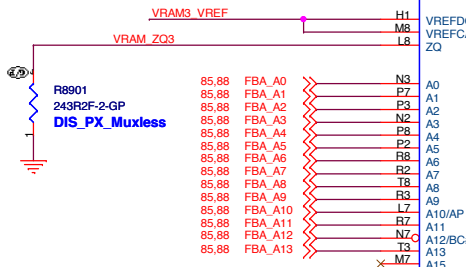 VRAM3_VREF H1 VREFD
M8 VREFC
VRAM_ZQ3 L8 ZQ
R8901
243R2F-2-GP
DIS_PX_Muxless
1
85,88 FBA_A0 N3 A0
85,88 FBA_A1 P7 A1
85,88 FBA_A2 P3 A2
85,88 FBA_A3 N2 A3
85,88 FBA_A4 P8 A4
85,88 FBA_A5 P2 A5
85,88 FBA_A6 R8 A6
85,88 FBA_A7 R2 A7
85,88 FBA_A8 T8 A8
85,88 FBA_A9 R3 A9
85,88 FBA_A10 L7 A10/AP
85,88 FBA_A11 R7 A11
85,88 FBA_A12 N7 A12/BC
85,88 FBA_A13 T3 A13
M7 A15